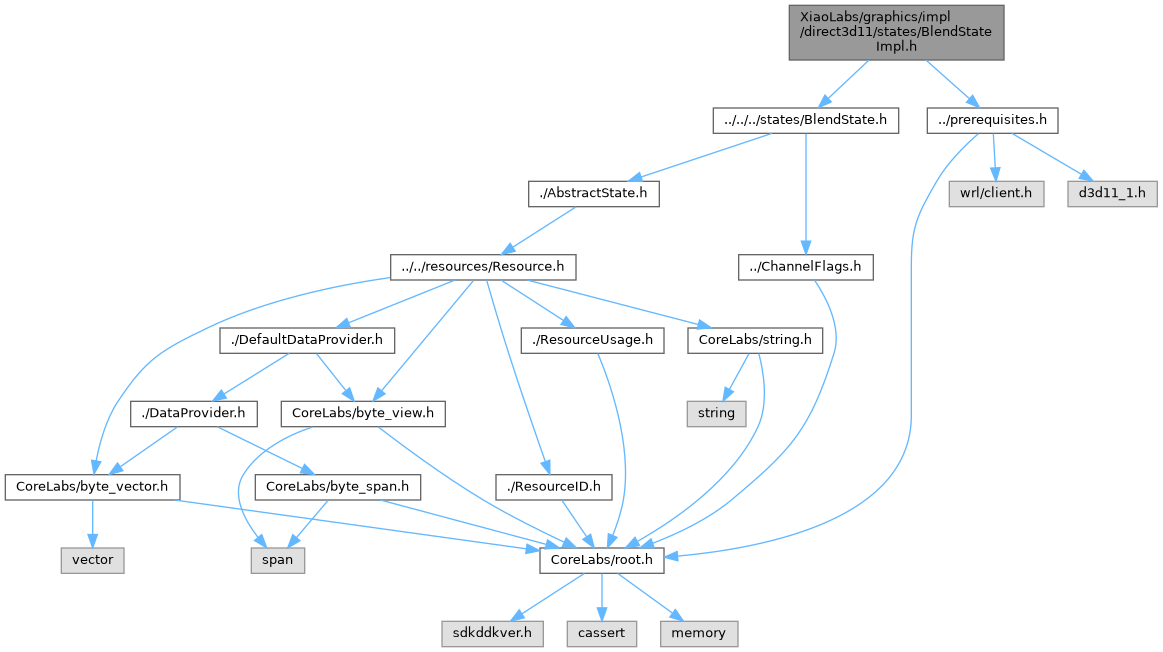 XiaoLabs/graphics/impl
/direct3d11/states/BlendState
Impl.h
../../../states/BlendState.h
../prerequisites.h
./AbstractState.h
wrl/client.h
d3d11_1.h
../../resources/Resource.h
../ChannelFlags.h
./DefaultDataProvider.h
./ResourceUsage.h
CoreLabs/string.h
./DataProvider.h
CoreLabs/byte_view.h
string
CoreLabs/byte_vector.h
CoreLabs/byte_span.h
./ResourceID.h
vector
span
CoreLabs/root.h
sdkddkver.h
cassert
memory